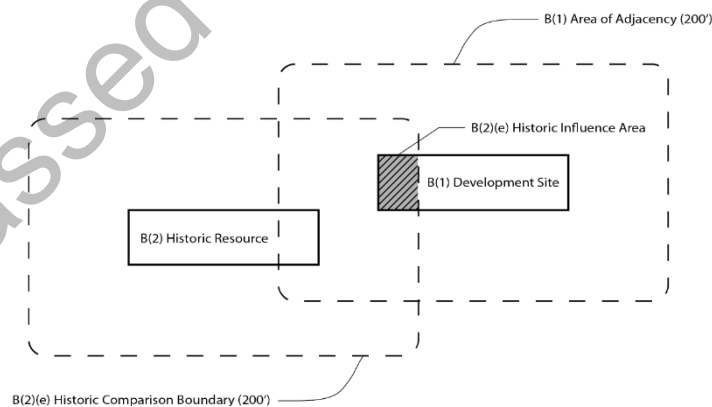 B(1) Area of Adjacency (200')
B(2)(e) Historic Influence Area
B(1) Development Site
B(2) Historic Resource
B(2)(e) Historic Comparison Boundary (200')